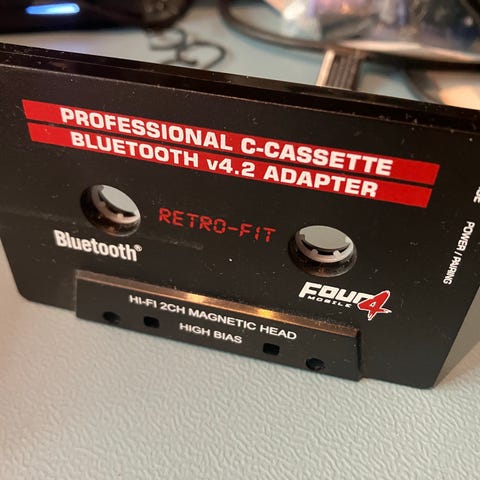 PROFESSIONAL C-CASSETTE
BLUETOOTH v4.2 ADAPTER
RETRO-FIT
Bluetooth®
FOUR 4
MOBILE
HI-FI 2CH MAGNETIC HEAD
HIGH BIAS
POWER / PAIRING